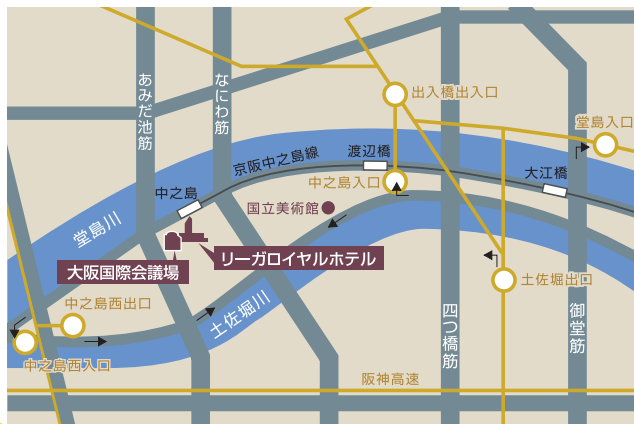 あみだ池筋
なにわ筋
出入橋出入口
堂島入口
京阪中之島線
渡辺橋
大江橋
中之島入口
中之島
国立美術館
堂島川
リーガロイヤルホテル
大阪国際会議場
土佐堀出口
中之島西出口
土佐堀川
四つ橋筋
御堂筋
中之島西入口
阪神高速